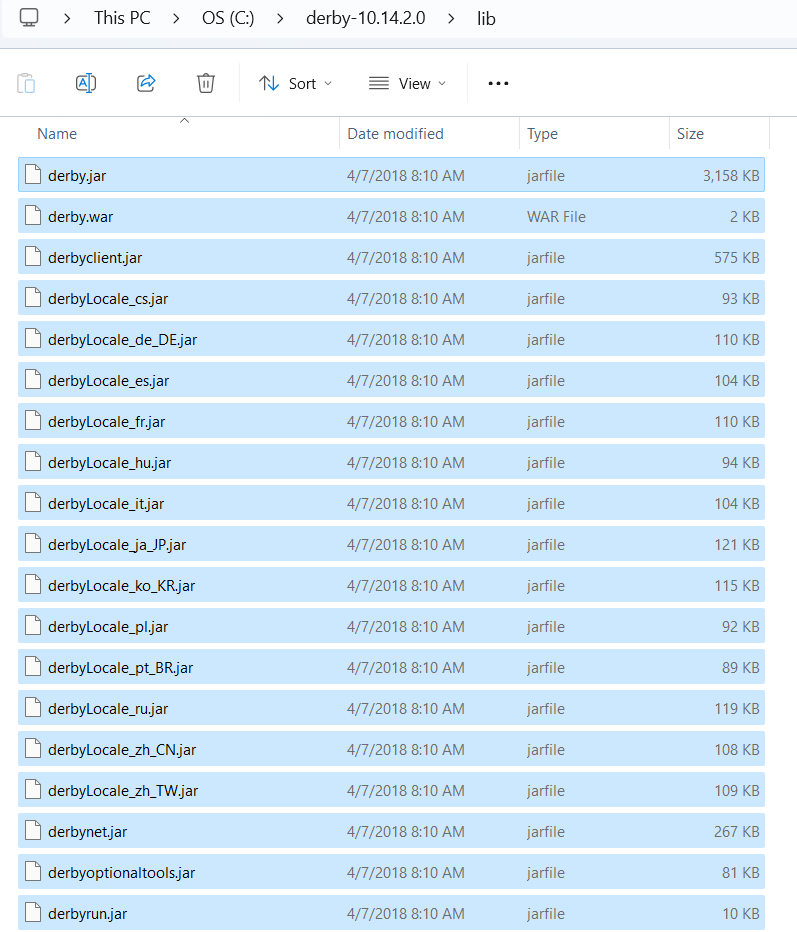 This PC OS (C:) derby-10.14.2.0 lib
Sort View
Name Date modified Type Size
derby.jar 4/7/2018 8:10 AM jarfile 3,158 KB
derby.war 4/7/2018 8:10 AM WAR File 2 KB
derbyclient.jar 4/7/2018 8:10 AM jarfile 575 KB
derbyLocale_cs.jar 4/7/2018 8:10 AM jarfile 93 KB
derbyLocale_de_DE.jar 4/7/2018 8:10 AM jarfile 110 KB
derbyLocale_es.jar 4/7/2018 8:10 AM jarfile 104 KB
derbyLocale_fr.jar 4/7/2018 8:10 AM jarfile 110 KB
derbyLocale_hu.jar 4/7/2018 8:10 AM jarfile 94 KB
derbyLocale_it.jar 4/7/2018 8:10 AM jarfile 104 KB
derbyLocale_ja_JP.jar 4/7/2018 8:10 AM jarfile 121 KB
derbyLocale_ko_KR.jar 4/7/2018 8:10 AM jarfile 115 KB
derbyLocale_pl.jar 4/7/2018 8:10 AM jarfile 92 KB
derbyLocale_pt_BR.jar 4/7/2018 8:10 AM jarfile 89 KB
derbyLocale_ru.jar 4/7/2018 8:10 AM jarfile 119 KB
derbyLocale_zh_CN.jar 4/7/2018 8:10 AM jarfile 108 KB
derbyLocale_zh_TW.jar 4/7/2018 8:10 AM jarfile 109 KB
derbynet.jar 4/7/2018 8:10 AM jarfile 267 KB
derbyoptionaltools.jar 4/7/2018 8:10 AM jarfile 81 KB
derbyrun.jar 4/7/2018 8:10 AM jarfile 10 KB